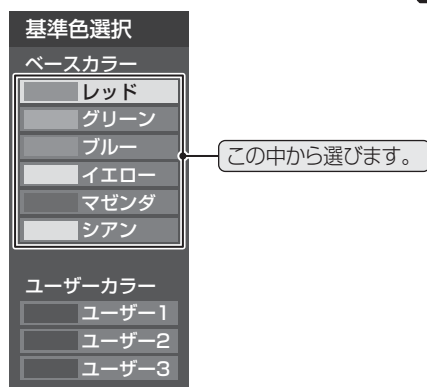 基準色選択
ベースカラー
レッド
グリーン
ブルー
イエロー
マゼンダ
シアン
この中から選びます。
ユーザーカラー
ユーザー1
ユーザー2
ユーザー3